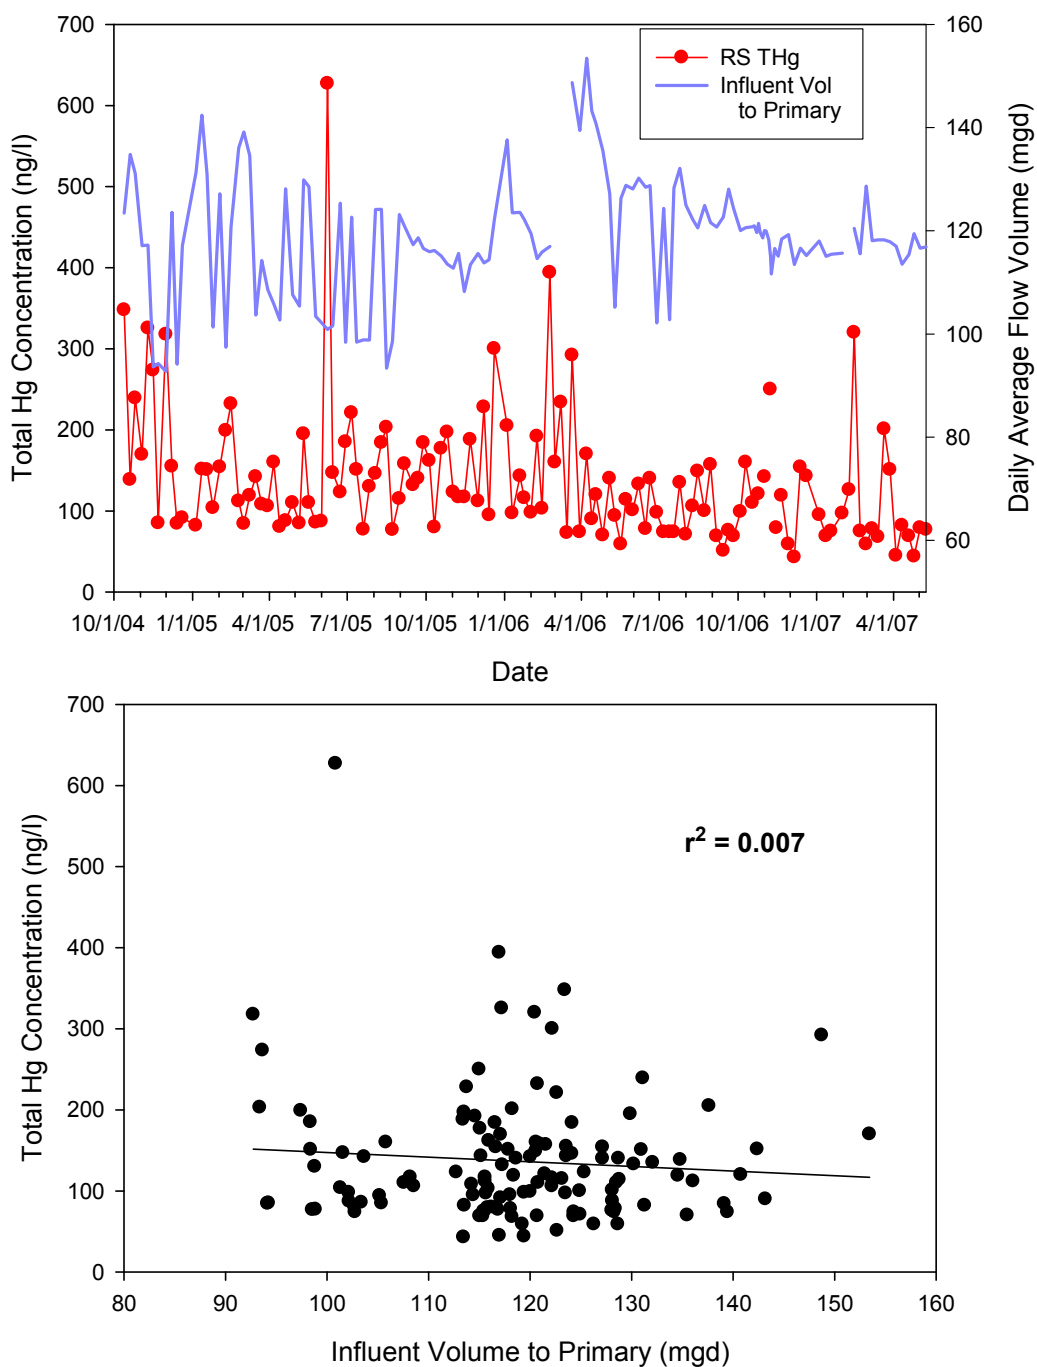 700
600
500
400
300
200
100
0
Total Hg Concentration (ng/l)
160
140
120
100
80
60
Daily Average Flow Volume (mgd)
RS THg
Influent Vol
to Primary
10/1/04 1/1/05 4/1/05 7/1/05 10/1/05 1/1/06 4/1/06 7/1/06 10/1/06 1/1/07 4/1/07
Date
700
600
500
400
300
200
100
0
Total Hg Concentration (ng/l)
r² = 0.007
80 90 100 110 120 130 140 150 160
Influent Volume to Primary (mgd)